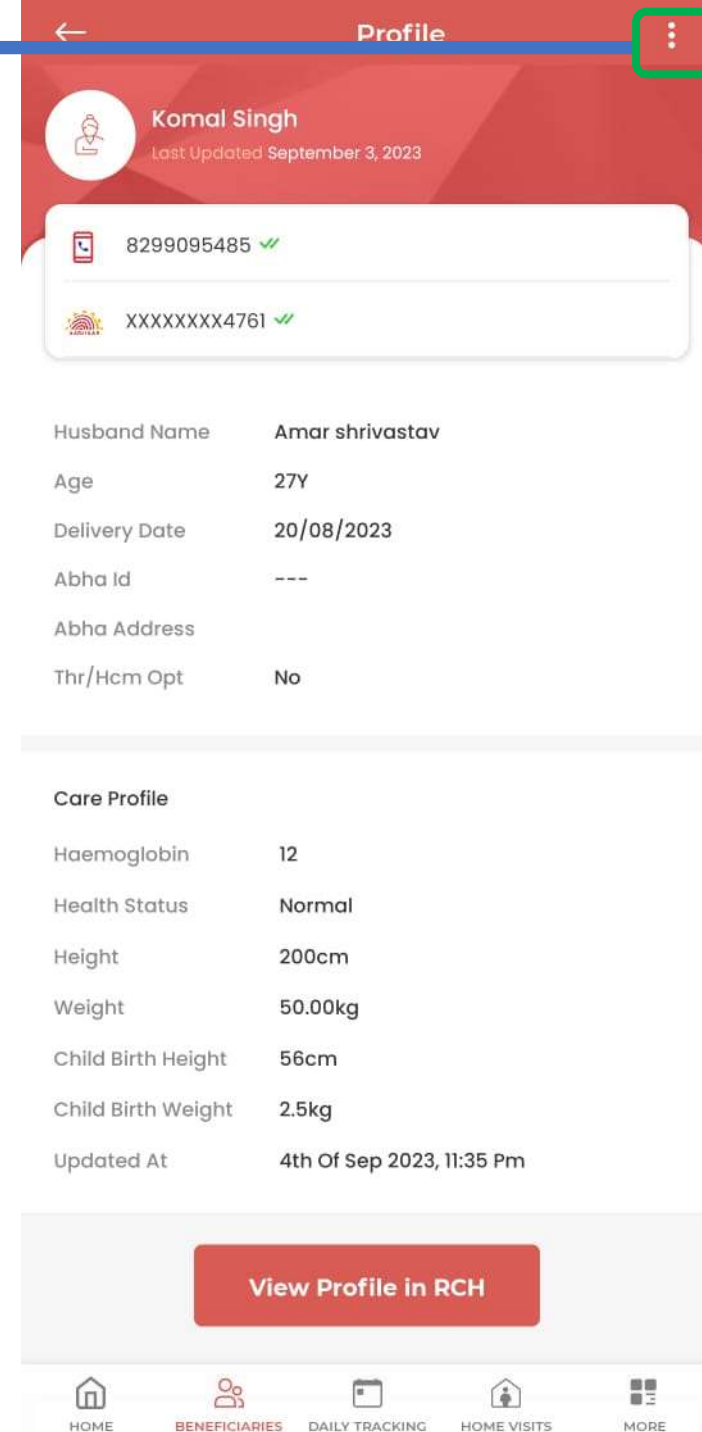 Profile
Komal Singh
Last Updated September 3, 2023
8299095485
XXXXXXXX4761
Husband Name Amar shrivastav
Age 27Y
Delivery Date 20/08/2023
Abha Id ---
Abha Address
Thr/Hcm Opt No
Care Profile
Haemoglobin 12
Health Status Normal
Height 200cm
Weight 50.00kg
Child Birth Height 56cm
Child Birth Weight 2.5kg
Updated At 4th Of Sep 2023, 11:35 Pm
View Profile in RCH
HOME BENEFICIARIES DAILY TRACKING HOME VISITS MORE